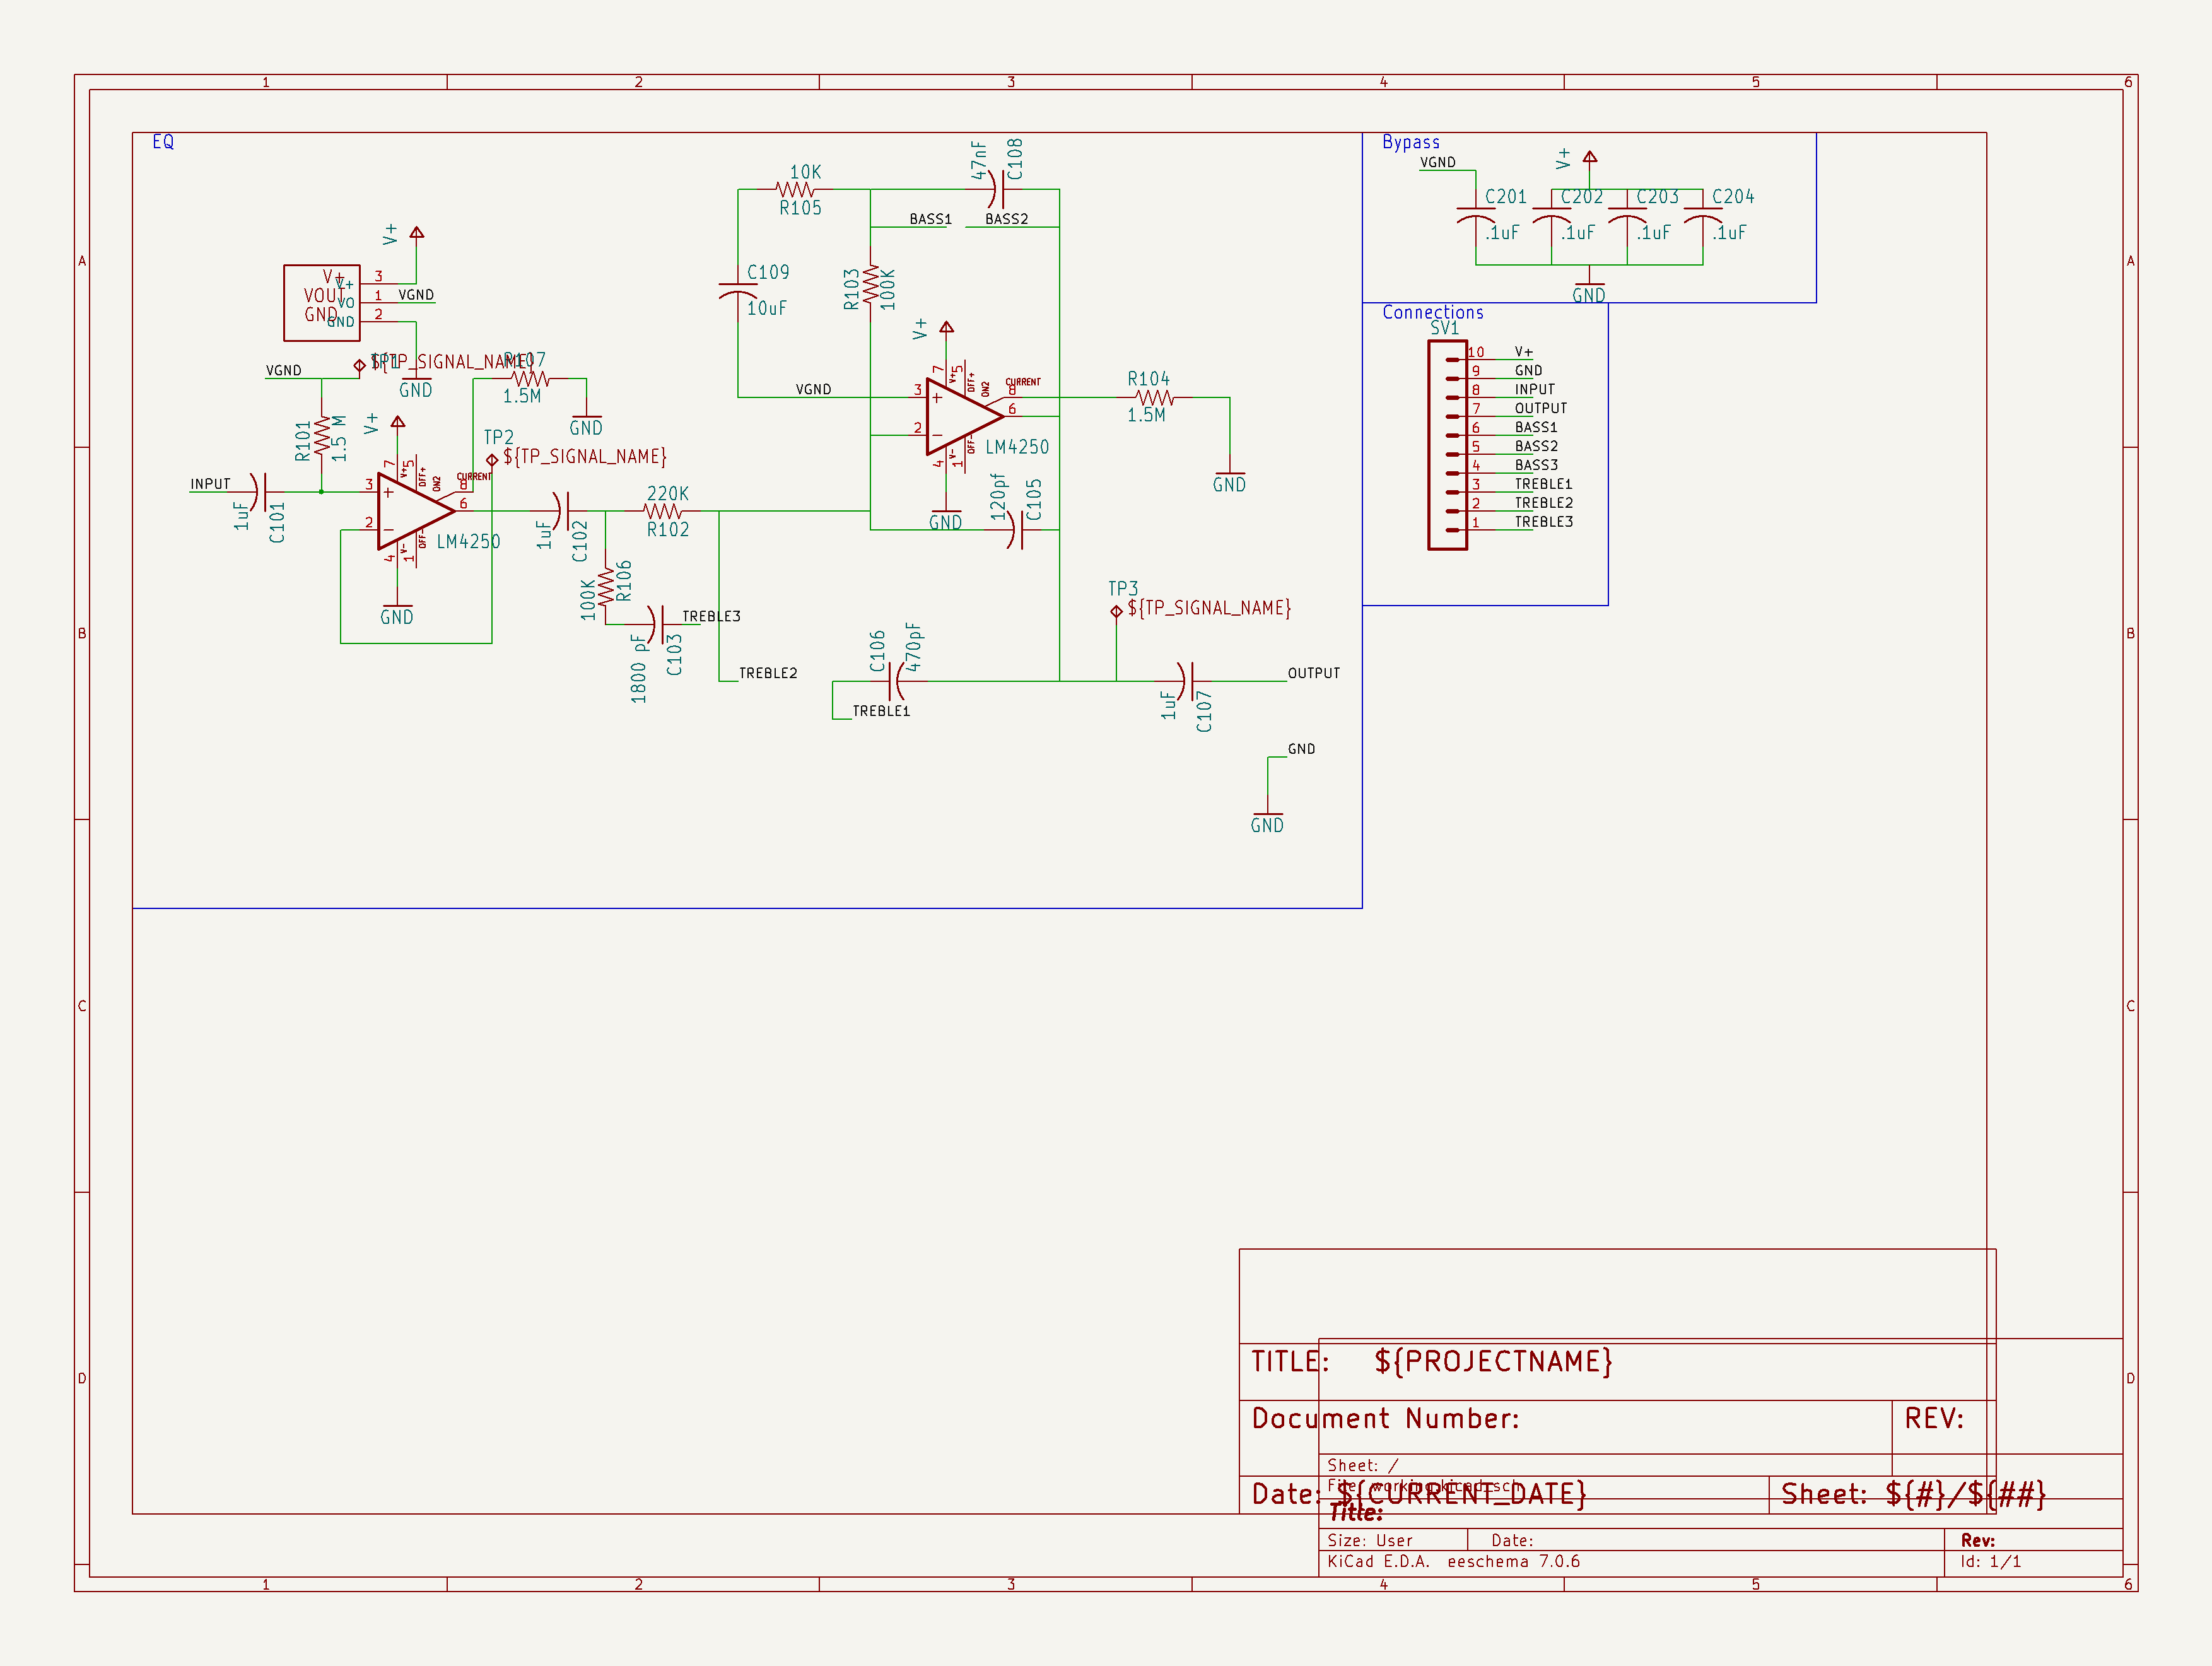 1 2 3 4 5 6
A A
B B
C C
D D
EQ
Bypass
VGND
V+
C201
.1uF
C202
.1uF
C203
.1uF
C204
.1uF
GND
Connections
SV1
10 V+
9 GND
8 INPUT
7 OUTPUT
6 BASS1
5 BASS2
4 BASS3
3 TREBLE1
2 TREBLE2
1 TREBLE3
10K
R105
47nF
C108
BASS1
BASS2
C109
10uF
R103
100K
V+
V+
VOUT
GND
V+
VO
GND
3
1
2
VGND
GND
VGND
TP1
${TP_SIGNAL_NAME}
R107
1.5M
GND
R101
1.5 M
V+
TP2
${TP_SIGNAL_NAME}
INPUT
1uF
C101
3
2
7
5
4
1
8
6
+
−
V+
OFF+
ON2
CURRENT
V-
OFF-
LM4250
GND
1uF
C102
220K
R102
100K
R106
1800 pF
C103
TREBLE3
TREBLE2
VGND
V+
3
2
7
5
4
1
8
6
+
−
V+
OFF+
ON2
CURRENT
V-
OFF-
LM4250
GND
R104
1.5M
GND
120pf
C105
TP3
${TP_SIGNAL_NAME}
C106
470pF
TREBLE1
1uF
C107
OUTPUT
GND
GND
TITLE: ${PROJECTNAME}
Document Number:
REV:
Date: ${CURRENT_DATE}
Sheet: ${#}/${##}
Sheet: /
File: working.kicad_sch
Title:
Size: User
Date:
Rev:
KiCad E.D.A. eeschema 7.0.6
Id: 1/1
1 2 3 4 5 6